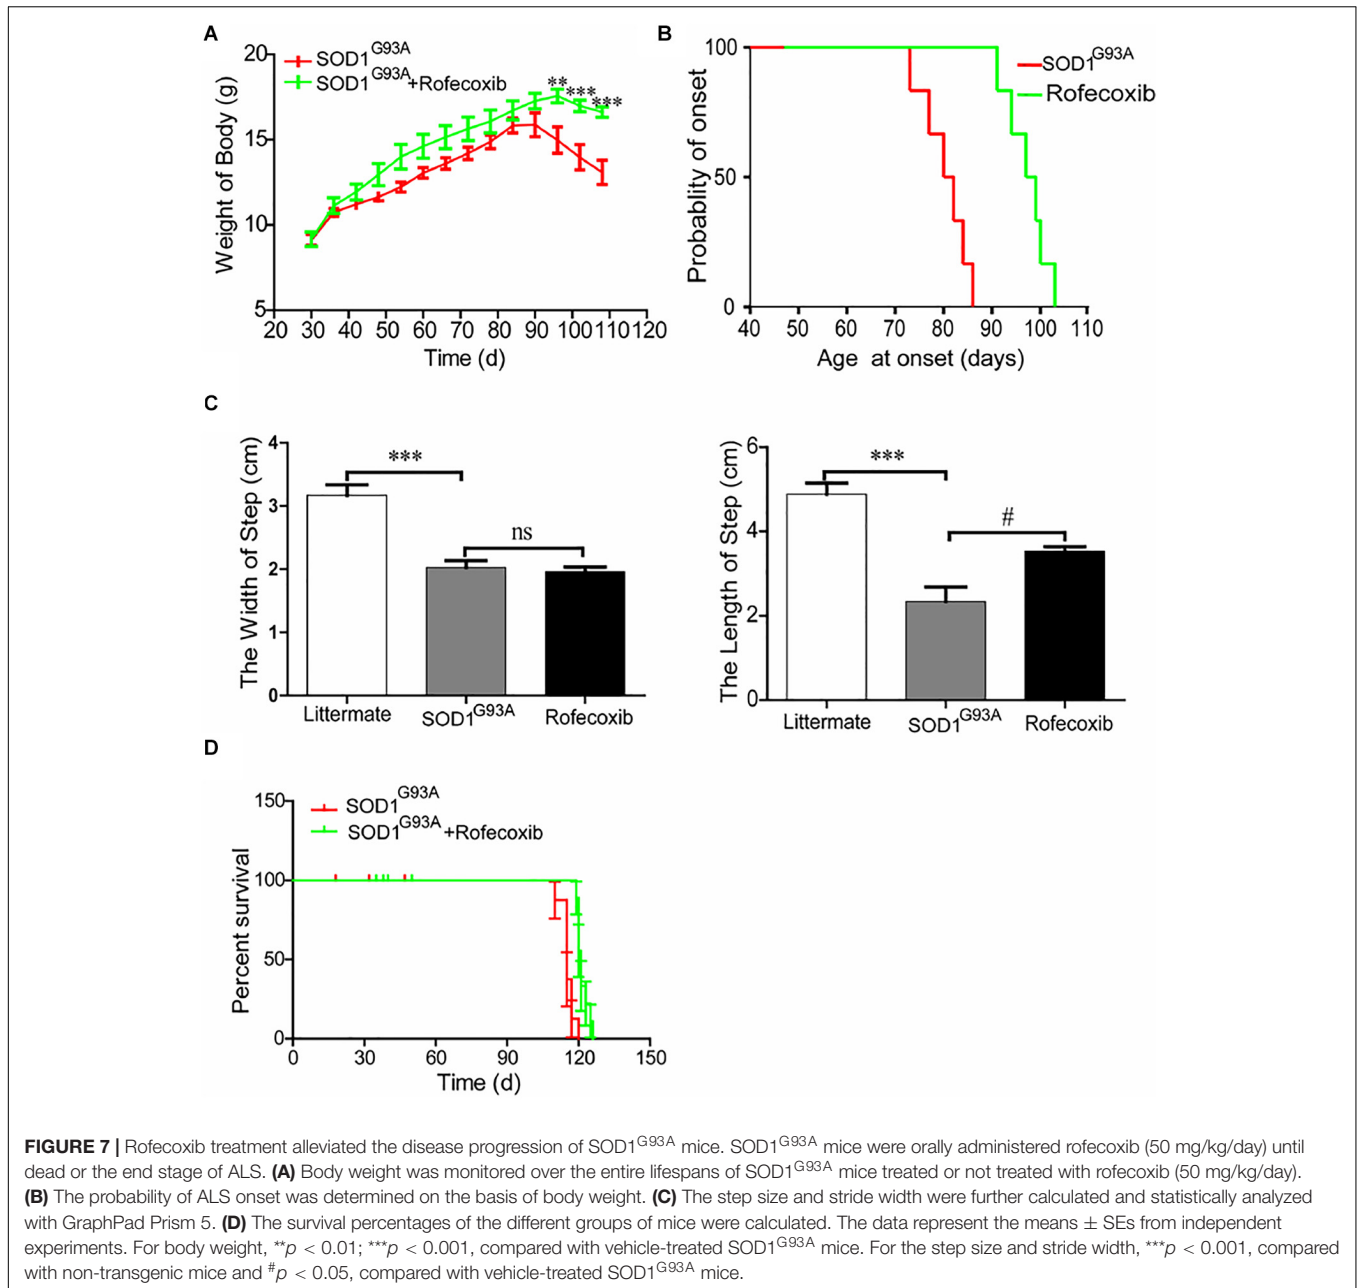 A
20
SOD1G93A
SOD1G93A+Rofecoxib
**
***
***
15
10
5
Weight of Body (g)
20 30 40 50 60 70 80 90 100 110 120
Time (d)
B
100
SOD1G93A
Rofecoxib
50
0
Probablity of onset
40 50 60 70 80 90 100 110
Age at onset (days)
C
4
3
2
1
0
The Width of Step (cm)
***
ns
Littermate SOD1G93A Rofecoxib
6
4
2
0
The Length of Step (cm)
***
#
Littermate SOD1G93A Rofecoxib
D
150
SOD1G93A
SOD1G93A+Rofecoxib
100
50
0
Percent survival
0 30 60 90 120 150
Time (d)
FIGURE 7 | Rofecoxib treatment alleviated the disease progression of SOD1G93A mice. SOD1G93A mice were orally administered rofecoxib (50 mg/kg/day) until
dead or the end stage of ALS. (A) Body weight was monitored over the entire lifespans of SOD1G93A mice treated or not treated with rofecoxib (50 mg/kg/day).
(B) The probability of ALS onset was determined on the basis of body weight. (C) The step size and stride width were further calculated and statistically analyzed
with GraphPad Prism 5. (D) The survival percentages of the different groups of mice were calculated. The data represent the means ± SEs from independent
experiments. For body weight, **p < 0.01; ***p < 0.001, compared with vehicle-treated SOD1G93A mice. For the step size and stride width, ***p < 0.001, compared
with non-transgenic mice and #p < 0.05, compared with vehicle-treated SOD1G93A mice.